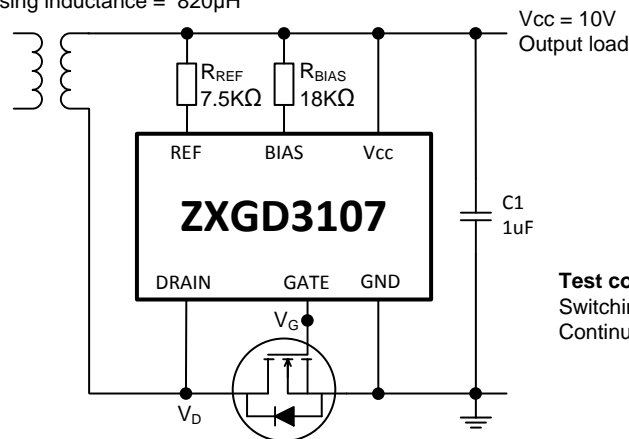 sing inductance = 820µH
Vcc = 10V
Output load
RREF
7.5KΩ
RBIAS
18KΩ
REF BIAS Vcc
ZXGD3107
C1
1uF
DRAIN GATE GND
Test co
Switchin
Continu
VG
VD